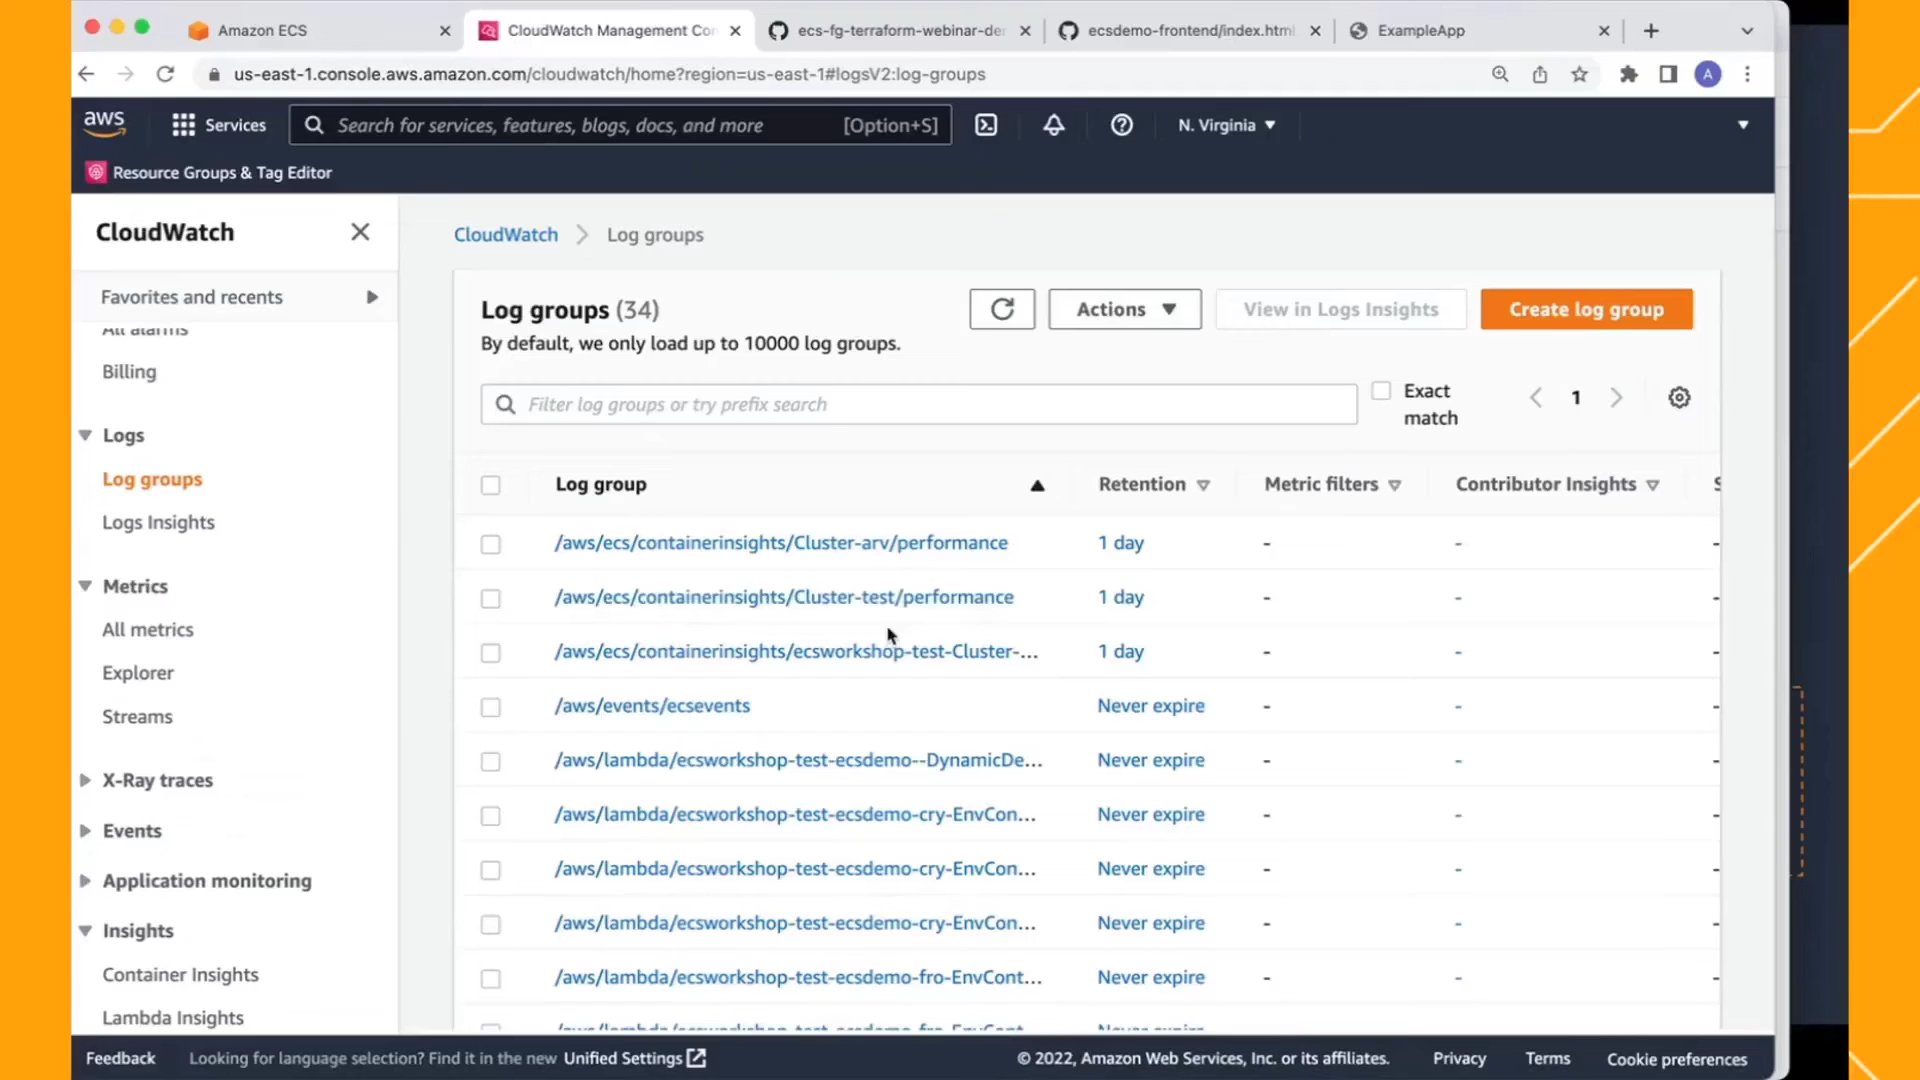 Amazon ECS
CloudWatch Management Co
ecs-fg-terraform-webinar-de
ecsdemo-frontend/index.html
ExampleApp
us-east-1.console.aws.amazon.com/cloudwatch/home?region=us-east-1#logsV2:log-groups
A
aws
Services
Search for services, features, blogs, docs, and more
[Option+S]
N. Virginia
Resource Groups & Tag Editor
CloudWatch
Favorites and recents
All alarms
Billing
Logs
Log groups
Logs Insights
Metrics
All metrics
Explorer
Streams
X-Ray traces
Events
Application monitoring
Insights
Container Insights
Lambda Insights
CloudWatch > Log groups
Log groups (34)
By default, we only load up to 10000 log groups.
Actions
View in Logs Insights
Create log group
Filter log groups or try prefix search
Exact
match
1
Log group Retention Metric filters Contributor Insights
/aws/ecs/containerinsights/Cluster-arv/performance 1 day - - -
/aws/ecs/containerinsights/Cluster-test/performance 1 day - - -
/aws/ecs/containerinsights/ecsworkshop-test-Cluster-... 1 day - - -
/aws/events/ecsevents Never expire - - -
/aws/lambda/ecsworkshop-test-ecsdemo--DynamicDe... Never expire - - -
/aws/lambda/ecsworkshop-test-ecsdemo-cry-EnvCon... Never expire - - -
/aws/lambda/ecsworkshop-test-ecsdemo-cry-EnvCon... Never expire - - -
/aws/lambda/ecsworkshop-test-ecsdemo-cry-EnvCon... Never expire - - -
/aws/lambda/ecsworkshop-test-ecsdemo-fro-EnvCont... Never expire - - -
/aws/lambda/ecsworkshop-test-ecsdemo-fro-EnvCont Never expire
Feedback
Looking for language selection? Find it in the new Unified Settings
© 2022, Amazon Web Services, Inc. or its affiliates.
Privacy
Terms
Cookie preferences